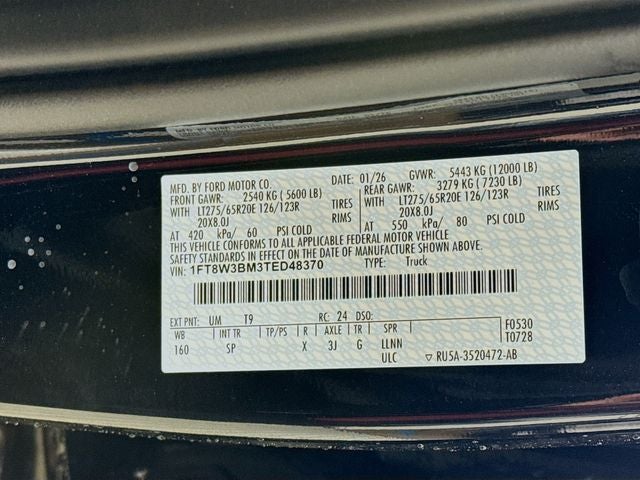 MFD. BY FORD MOTOR CO. DATE: 01/26 GVWR: 5443 KG (12000 LB)
FRONT GAWR: 2540 KG ( 5600 LB) REAR GAWR: 3279 KG ( 7230 LB)
WITH LT275/65R20E 126/123R TIRES WITH LT275/65R20E 126/123R TIRES
20X8.0J RIMS 20X8.0J RIMS
AT 420 kPa/ 60 PSI COLD AT 550 kPa/ 80 PSI COLD
THIS VEHICLE CONFORMS TO ALL APPLICABLE FEDERAL MOTOR VEHICLE
SAFETY STANDARDS IN EFFECT ON THE DATE OF MANUFACTURE SHOWN ABOVE.
VIN: 1FT8W3BM3TED48370 TYPE: Truck
EXT PNT: UM T9 RC: 24 DSO: F0530
WB INT TR TP/PS R AXLE TR SPR T0728
160 SP X 3J G LLNN
ULC ▽ RU5A-3520472-AB